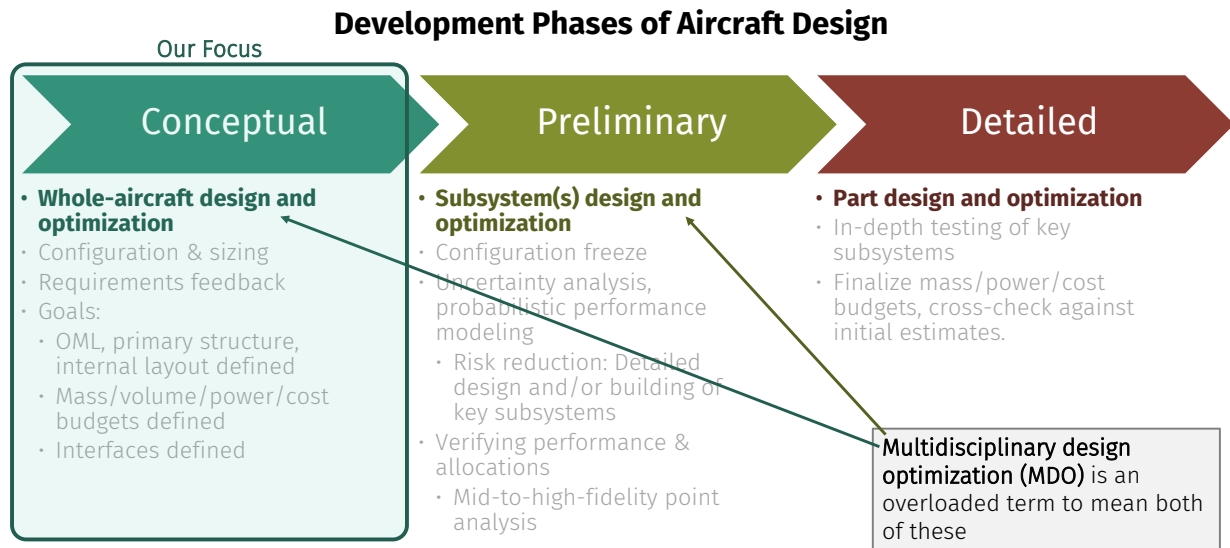 Development Phases of Aircraft Design
Our Focus
Conceptual
• Whole-aircraft design and
optimization
• Configuration & sizing
• Requirements feedback
• Goals:
• OML, primary structure,
internal layout defined
• Mass/volume/power/cost
budgets defined
• Interfaces defined
Preliminary
• Subsystem(s) design and
optimization
• Configuration freeze
• Uncertainty analysis,
probabilistic performance
modeling
• Risk reduction: Detailed
design and/or building of
key subsystems
• Verifying performance &
allocations
• Mid-to-high-fidelity point
analysis
Detailed
• Part design and optimization
• In-depth testing of key
subsystems
• Finalize mass/power/cost
budgets, cross-check against
initial estimates.
Multidisciplinary design
optimization (MDO) is an
overloaded term to mean both
of these